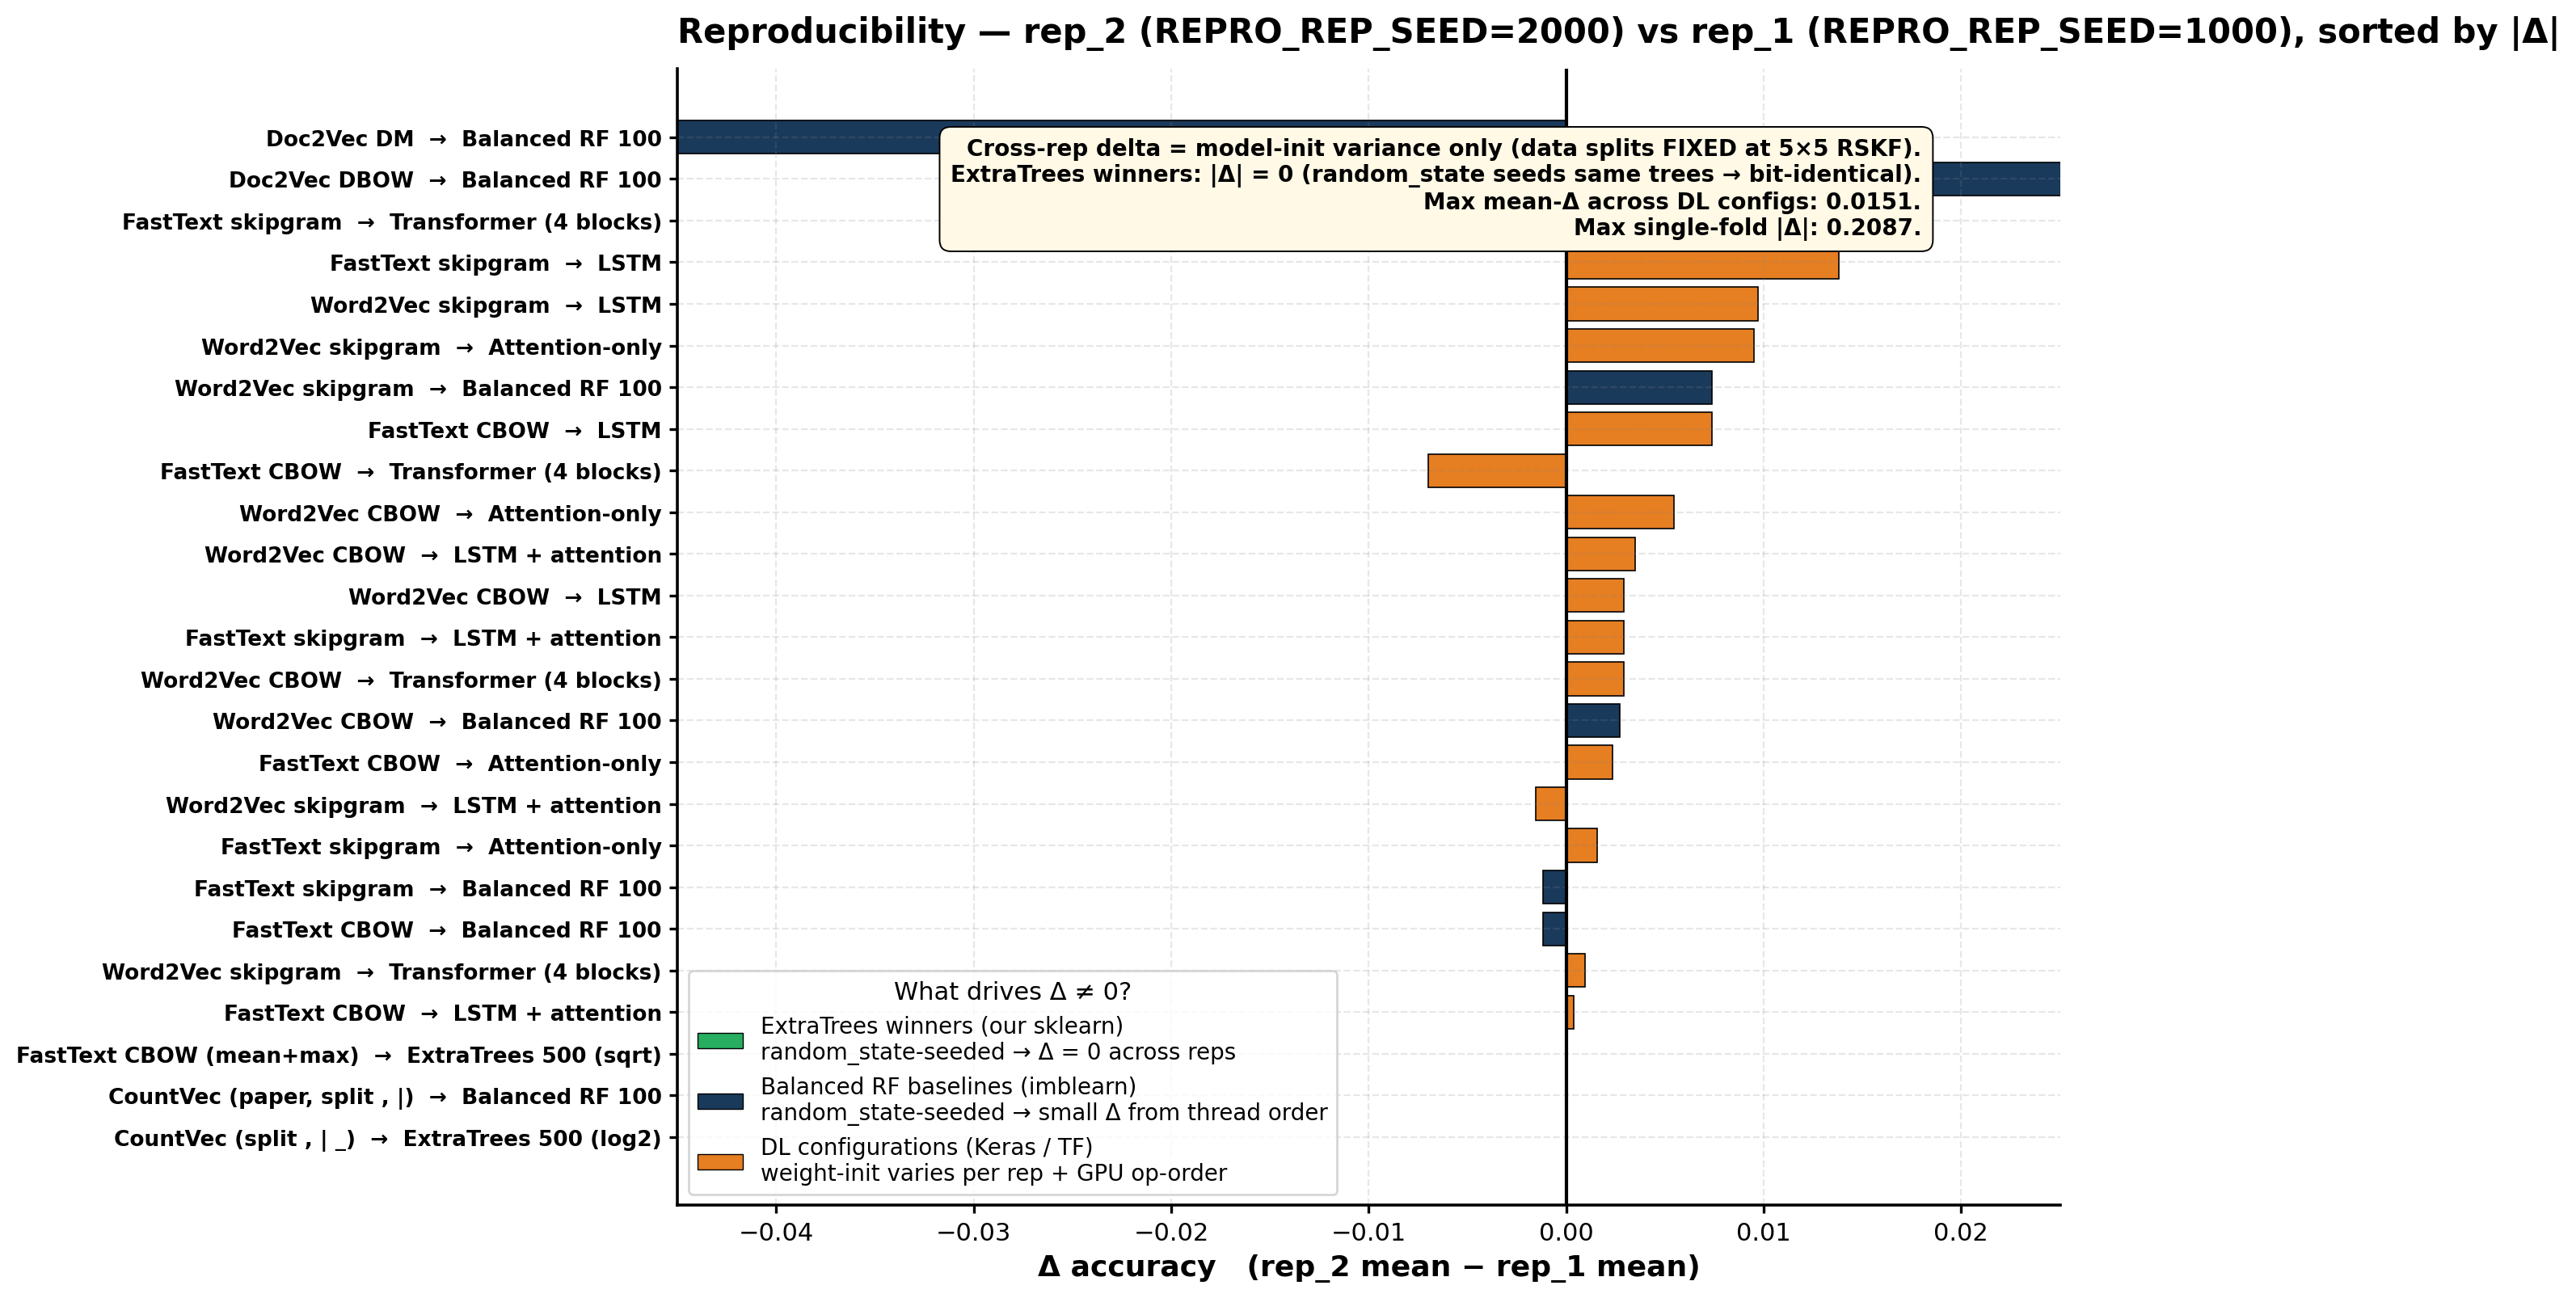 Reproducibility — rep_2 (REPRO_REP_SEED=2000) vs rep_1 (REPRO_REP_SEED=1000), sorted by |Δ|
Doc2Vec DM → Balanced RF 100
Doc2Vec DBOW → Balanced RF 100
FastText skipgram → Transformer (4 blocks)
FastText skipgram → LSTM
Word2Vec skipgram → LSTM
Word2Vec skipgram → Attention-only
Word2Vec skipgram → Balanced RF 100
FastText CBOW → LSTM
FastText CBOW → Transformer (4 blocks)
Word2Vec CBOW → Attention-only
Word2Vec CBOW → LSTM + attention
Word2Vec CBOW → LSTM
FastText skipgram → LSTM + attention
Word2Vec CBOW → Transformer (4 blocks)
Word2Vec CBOW → Balanced RF 100
FastText CBOW → Attention-only
Word2Vec skipgram → LSTM + attention
FastText skipgram → Attention-only
FastText skipgram → Balanced RF 100
FastText CBOW → Balanced RF 100
Word2Vec skipgram → Transformer (4 blocks)
FastText CBOW → LSTM + attention
FastText CBOW (mean+max) → ExtraTrees 500 (sqrt)
CountVec (paper, split , |) → Balanced RF 100
CountVec (split , | _) → ExtraTrees 500 (log2)
Cross-rep delta = model-init variance only (data splits FIXED at 5×5 RSKF).
ExtraTrees winners: |Δ| = 0 (random_state seeds same trees → bit-identical).
Max mean-Δ across DL configs: 0.0151.
Max single-fold |Δ|: 0.2087.
What drives Δ ≠ 0?
ExtraTrees winners (our sklearn)
random_state-seeded → Δ = 0 across reps
Balanced RF baselines (imblearn)
random_state-seeded → small Δ from thread order
DL configurations (Keras / TF)
weight-init varies per rep + GPU op-order
−0.04 −0.03 −0.02 −0.01 0.00 0.01 0.02
Δ accuracy (rep_2 mean − rep_1 mean)